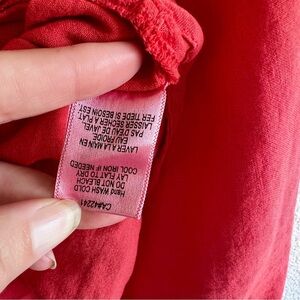 CA#42241
Hand WASH COLD
DO NOT BLEACH
LAY FLAT TO DRY
COOL IRON IF NEEDED
LAVER A LA MAIN EN
EAU FROIDE
PAS D'EAU DE JAVEL
LAISSER SECHER A PLAT
FER TIEDE S'BESOIN EST